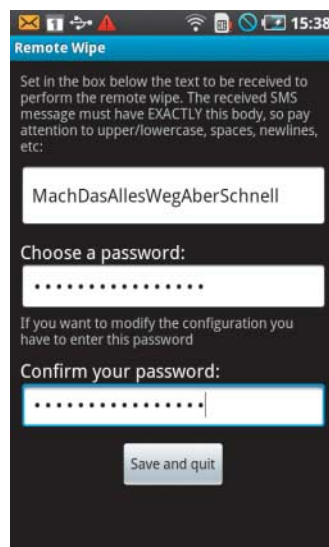 15:38
Remote Wipe
Set in the box below the text to be received to
perform the remote wipe. The received SMS
message must have EXACTLY this body, so pay
attention to upper/lowercase, spaces, newlines,
etc:
MachDasAllesWegAberSchnell
Choose a password:
••••••••••••••••
If you want to modify the configuration you
have to enter this password
Confirm your password:
••••••••••••••••
Save and quit